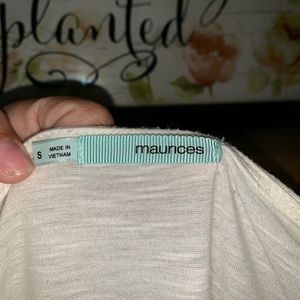 planted
S
MADE IN
VIETNAM
maurices